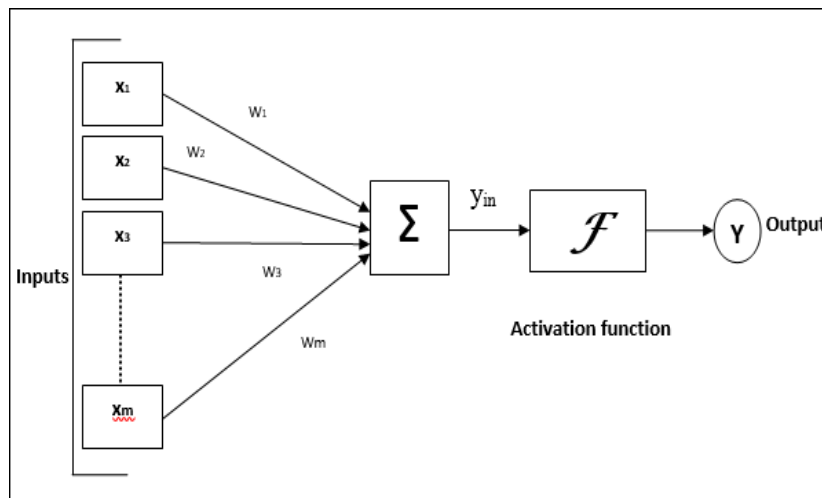 x1
W1
x2
W2
x3
Σ
yin
ℱ
Y
Output
Inputs
W3
Activation function
Wm
xm